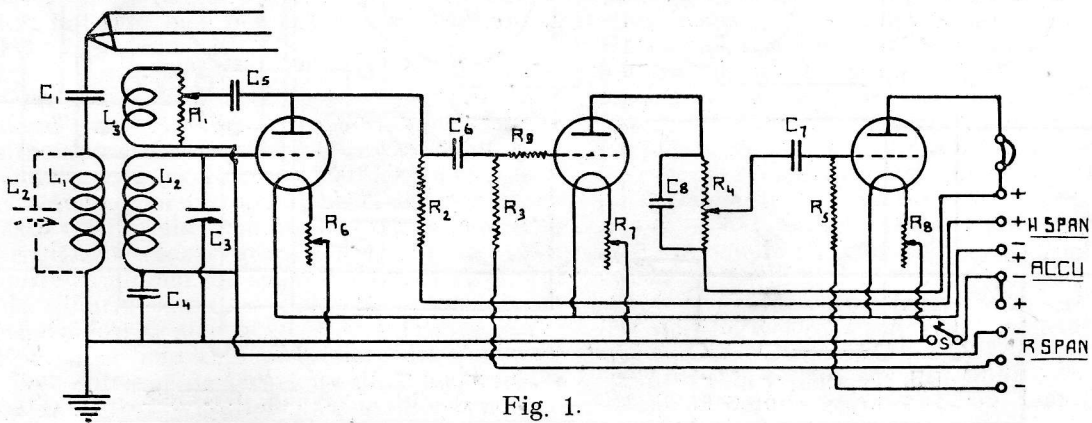 C₁
L₃
R₁
C₅
C₂
L₁
L₂
C₃
C₄
R₆
R₂
C₆
R₃
R₉
R₇
C₈
R₄
C₇
R₅
R₈
+
+ H SPAN
-
+
- ACCU
+
-
R SPAN
-
-
S
Fig. 1.